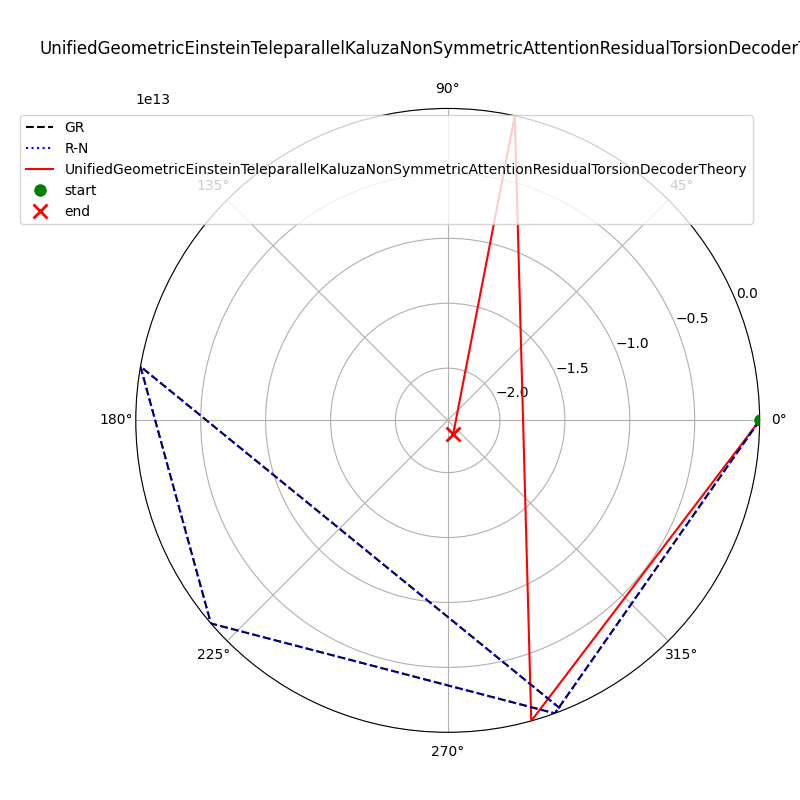 UnifiedGeometricEinsteinTeleparallelKaluzaNonSymmetricAttentionResidualTorsionDecoderT
90°
1e13
GR
R-N
UnifiedGeometricEinsteinTeleparallelKaluzaNonSymmetricAttentionResidualTorsionDecoderTheory
start
end
135°
45°
0.0
−0.5
−1.0
−1.5
−2.0
180°
0°
225°
315°
270°